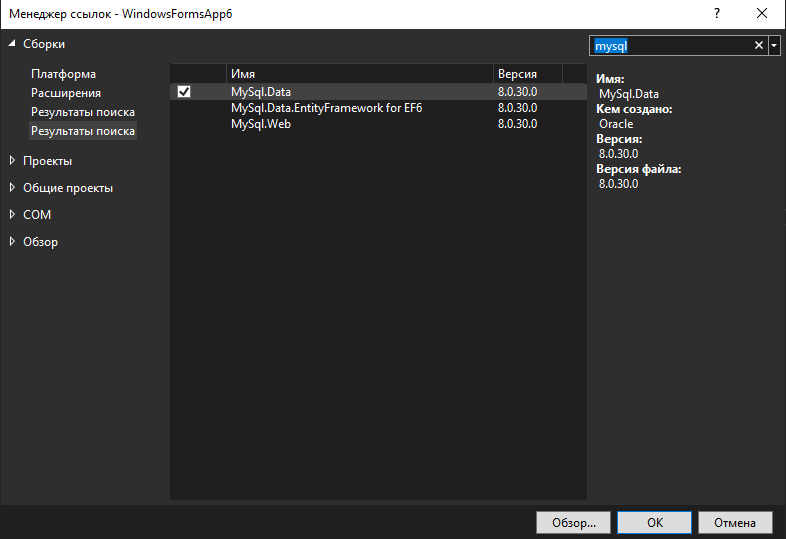 Менеджер ссылок - WindowsFormsApp6
Сборки
Платформа
Расширения
Результаты поиска
Результаты поиска
Проекты
Общие проекты
COM
Обзор
Имя Версия
MySql.Data 8.0.30.0
MySql.Data.EntityFramework for EF6 8.0.30.0
MySql.Web 8.0.30.0
mysql
Имя:
MySql.Data
Кем создано:
Oracle
Версия:
8.0.30.0
Версия файла:
8.0.30.0
Обзор... ОК Отмена